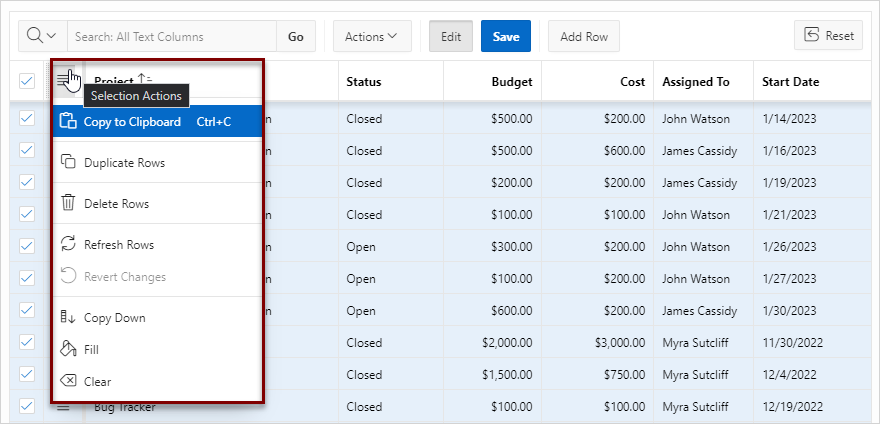 Search: All Text Columns Go Actions Edit Save Add Row Reset
Project Status Budget Cost Assigned To Start Date
Selection Actions
Copy to Clipboard Ctrl+C
Closed $500.00 $200.00 John Watson 1/14/2023
Closed $500.00 $600.00 James Cassidy 1/16/2023
Duplicate Rows
Closed $200.00 $200.00 James Cassidy 1/19/2023
Delete Rows
Closed $100.00 $100.00 John Watson 1/21/2023
Refresh Rows
Open $300.00 $200.00 John Watson 1/26/2023
Revert Changes
Open $100.00 $200.00 John Watson 1/27/2023
Copy Down
Open $600.00 $200.00 James Cassidy 1/30/2023
Fill
Closed $2,000.00 $3,000.00 Myra Sutcliff 11/30/2022
Clear
Closed $1,500.00 $750.00 Myra Sutcliff 12/4/2022
Bug Tracker Closed $100.00 $100.00 Myra Sutcliff 12/19/2022